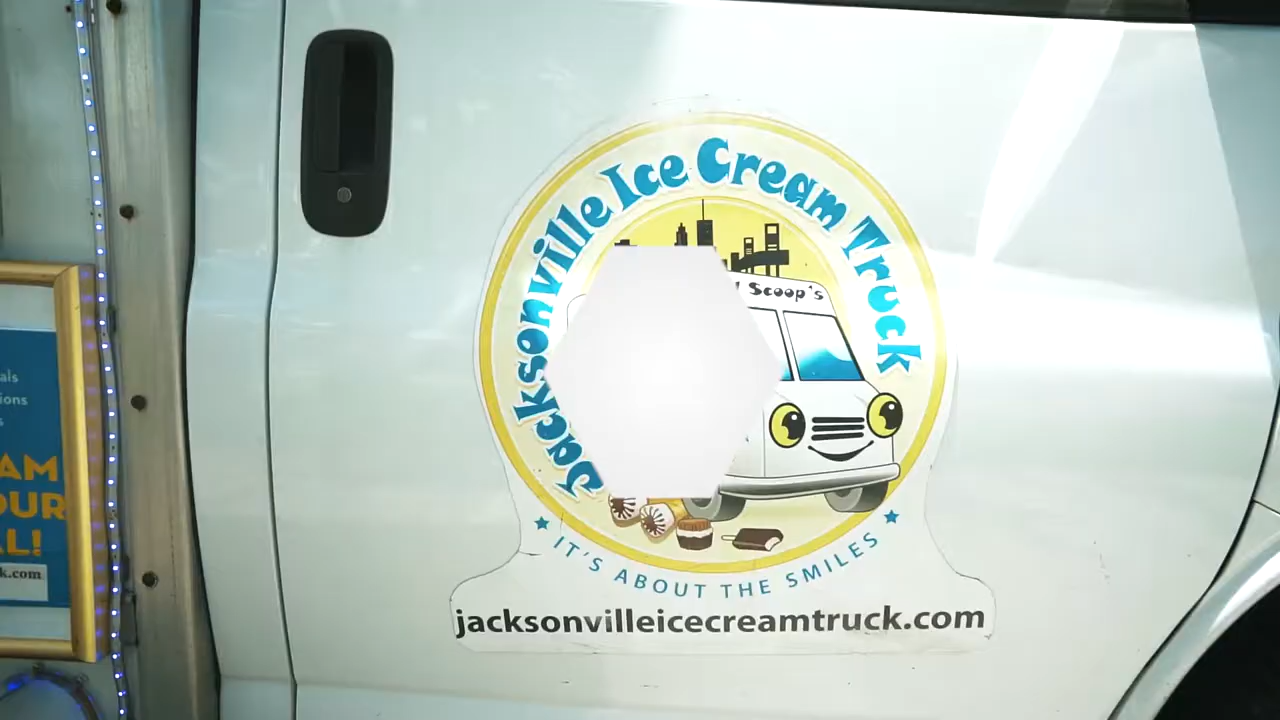 Jacksonville Ice Cream Truck
Scoop's
IT'S ABOUT THE SMILES
jacksonvilleicecreamtruck.com